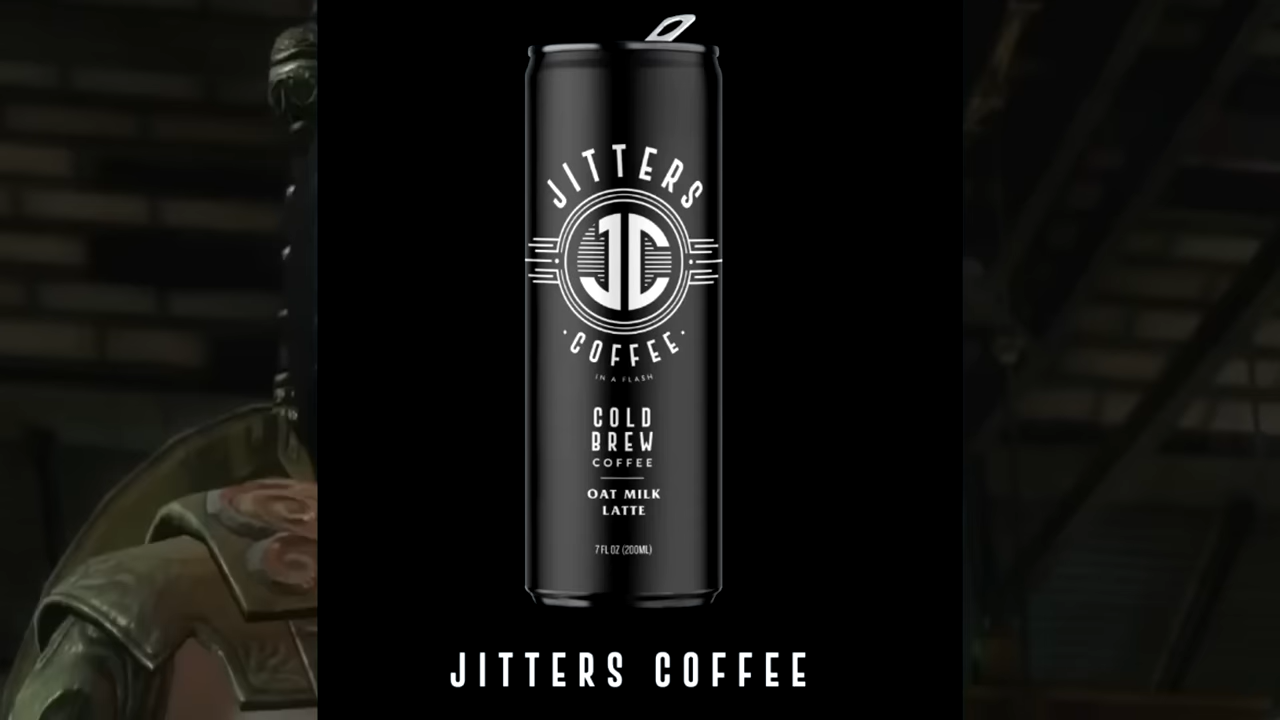 JITTERS
JC
COFFEE
IN A FLASH
COLD
BREW
COFFEE
OAT MILK
LATTE
7 FL OZ (200ML)
JITTERS COFFEE